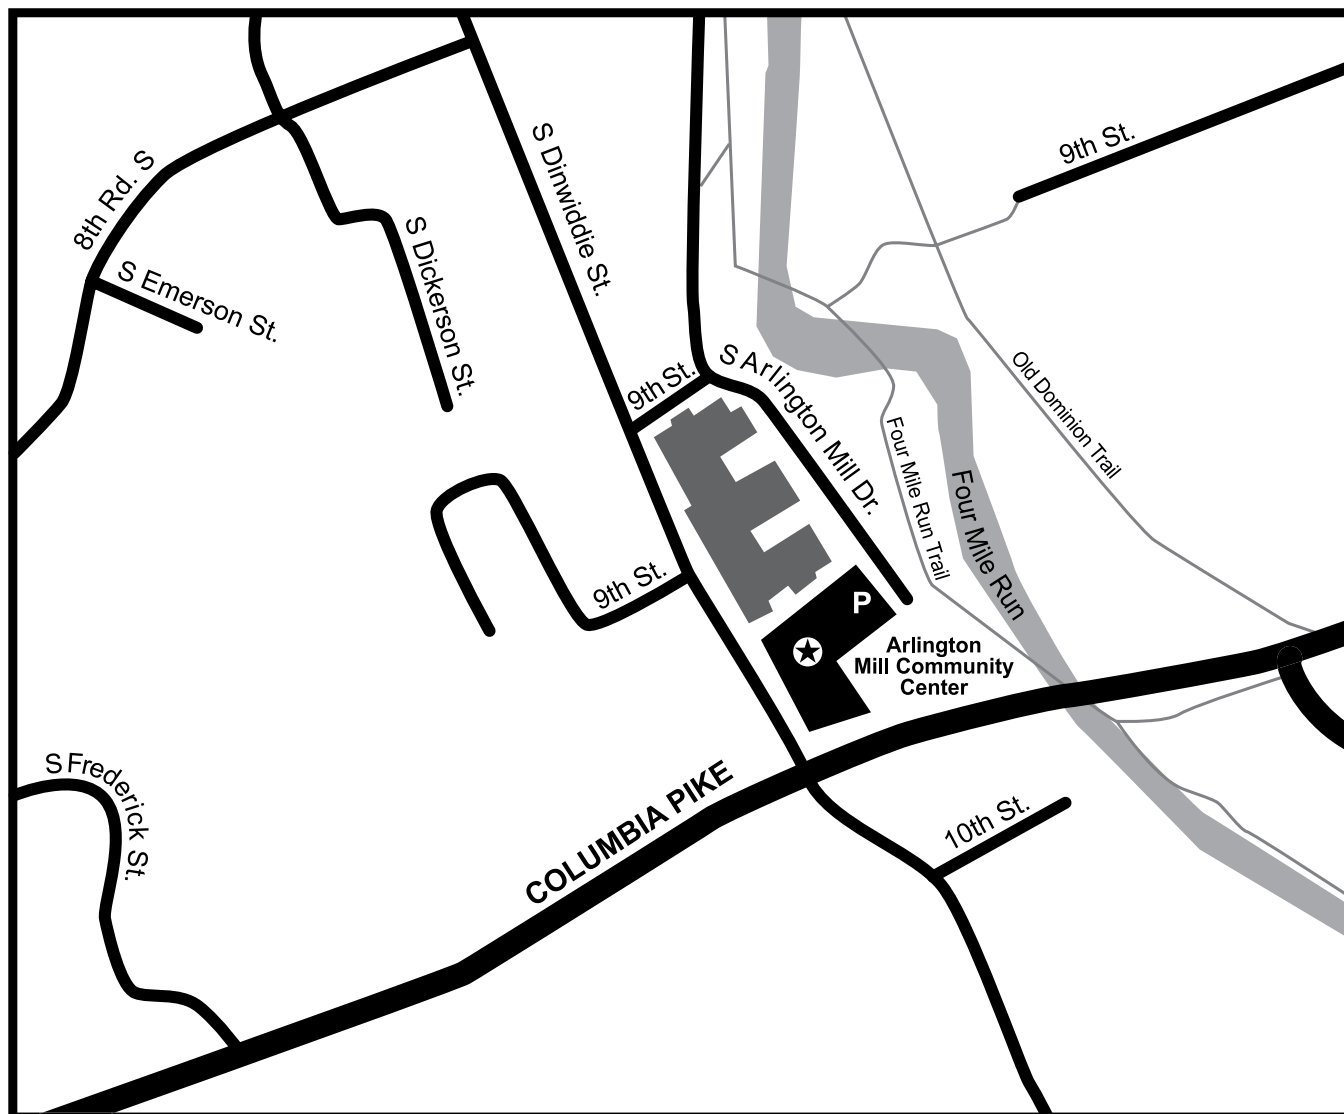 9th St.
8th Rd. S
S Dinwiddie St.
S Emerson St.
S Dickerson St.
9th St.
S Arlington Mill Dr.
Old Dominion Trail
Four Mile Run Trail
Four Mile Run
9th St.
P
Arlington
Mill Community
Center
S Frederick St.
COLUMBIA PIKE
10th St.